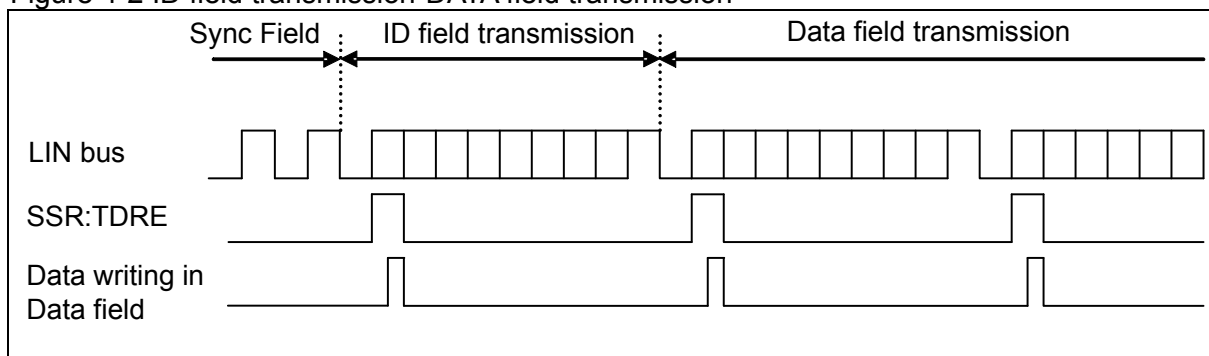 Figure 4-2 ID field transmission-DATA field transmission
Sync Field ID field transmission Data field transmission
LIN bus
SSR:TDRE
Data writing in
Data field